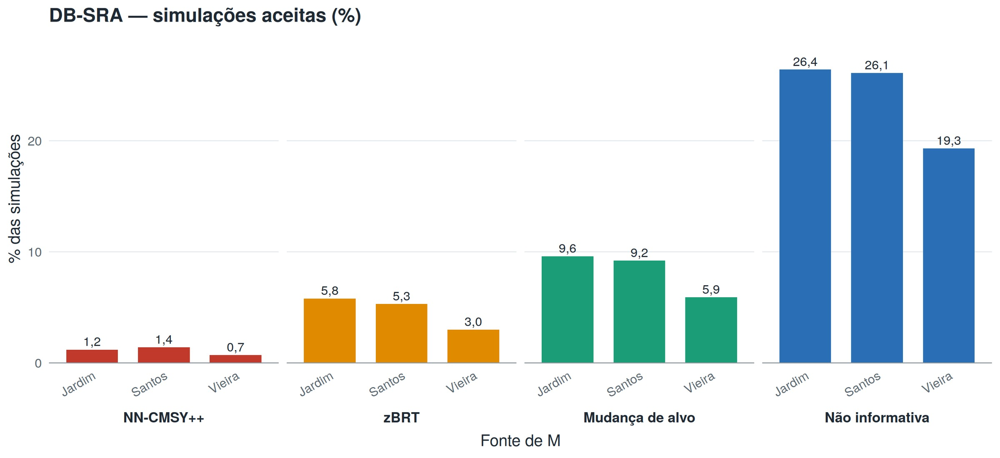 DB-SRA — simulações aceitas (%)
% das simulações
20
10
0
1,2
1,4
0,7
5,8
5,3
3,0
9,6
9,2
5,9
26,4
26,1
19,3
Jardim
Santos
Vieira
Jardim
Santos
Vieira
Jardim
Santos
Vieira
Jardim
Santos
Vieira
NN-CMSY++
zBRT
Mudança de alvo
Não informativa
Fonte de M